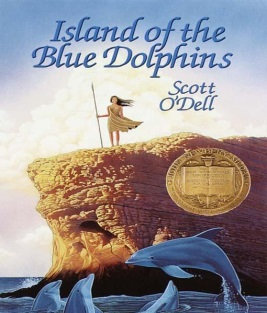 Island of the
Blue Dolphins
Scott
O'Dell